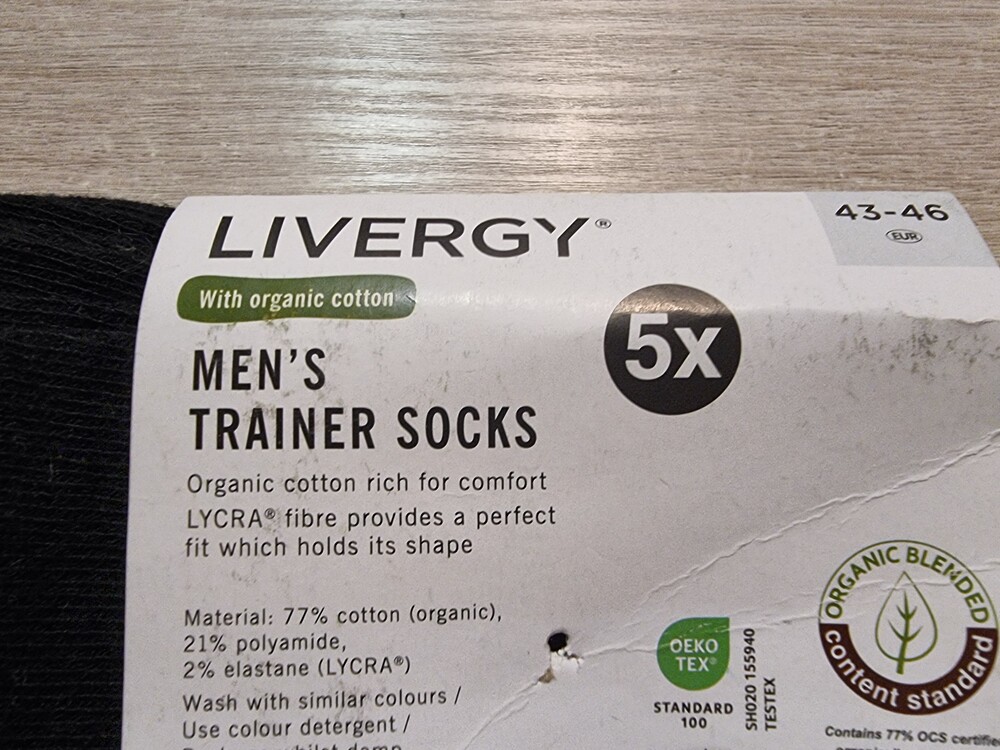 LIVERGY®
43-46
EUR
With organic cotton
5x
MEN'S
TRAINER SOCKS
Organic cotton rich for comfort
LYCRA® fibre provides a perfect
fit which holds its shape
Material: 77% cotton (organic),
21% polyamide,
2% elastane (LYCRA®)
Wash with similar colours /
Use colour detergent /
OEKO
TEX®
STANDARD
100
SH020 155940
TESTEX
ORGANIC BLENDED
content standard
Contains 77% OCS